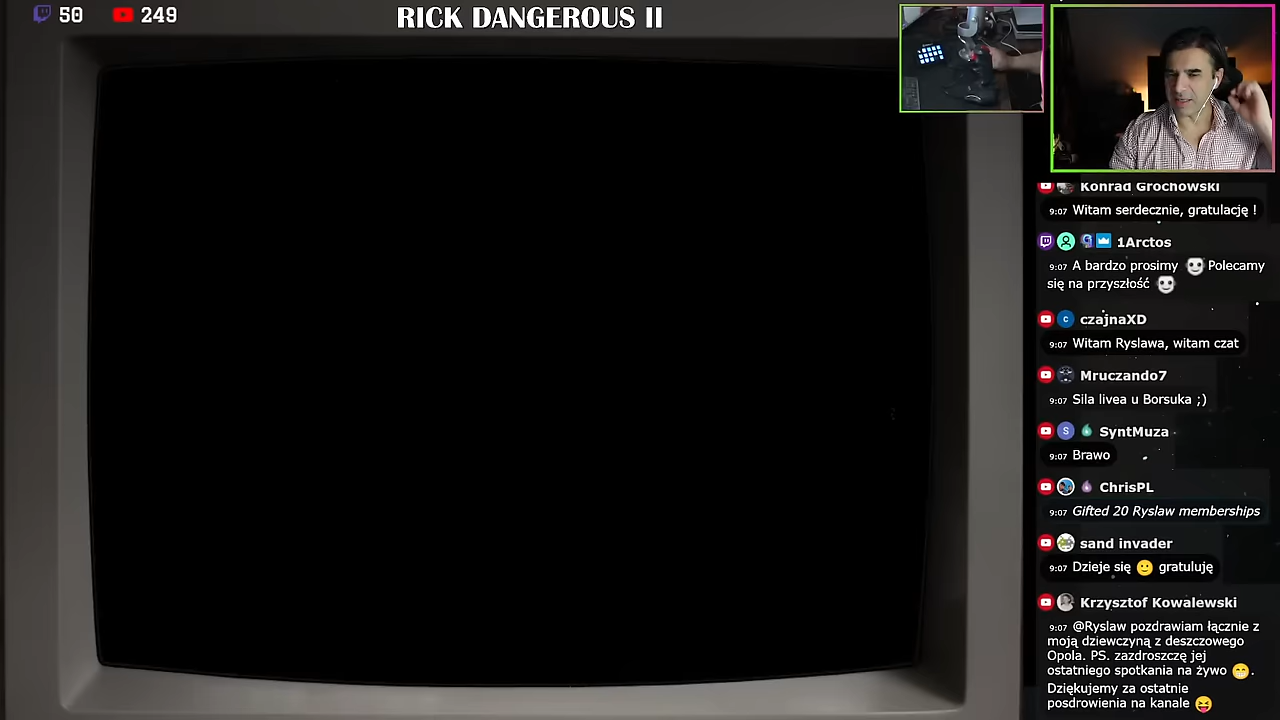 50 249
RICK DANGEROUS II
Konrad Grochowski
9:07 Witam serdecznie, gratulację !
1Arctos
9:07 A bardzo prosimy Polecamy
się na przyszłość
c czajnaXD
9:07 Witam Ryslawa, witam czat
Mruczando7
9:07 Sila livea u Borsuka ;)
S SyntMuza
9:07 Brawo
ChrisPL
9:07 Gifted 20 Ryslaw memberships
sand invader
9:07 Dzieje się 🙂 gratuluję
Krzysztof Kowalewski
9:07 @Ryslaw pozdrawiam łącznie z
moją dziewczyną z deszczowego
Opola. PS. zazdroszczę jej
ostatniego spotkania na żywo 😁.
Dziękujemy za ostatnie
posdrowienia na kanale 😝